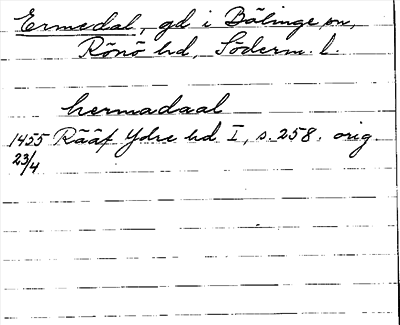 Ermedal, gd i Bälinge sn,
Rönö hd, Söderm. l.
hermadaal
1455 Rääf Ydre hd I, s. 258. orig.
23/4